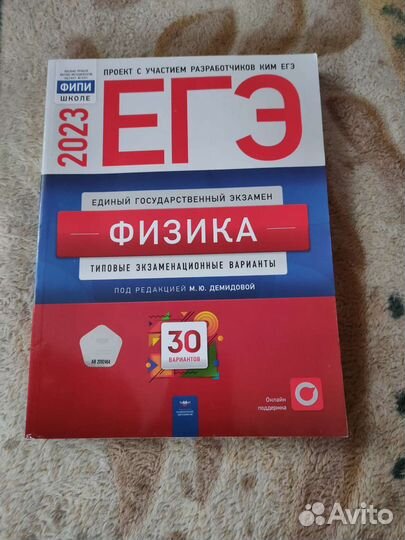 ПРОЕКТ С УЧАСТИЕМ РАЗРАБОТЧИКОВ КИМ ЕГЭ
ФИПИ
ШКОЛЕ
2023
ЕГЭ
ЕДИНЫЙ ГОСУДАРСТВЕННЫЙ ЭКЗАМЕН
ФИЗИКА
ТИПОВЫЕ ЭКЗАМЕНАЦИОННЫЕ ВАРИАНТЫ
ПОД РЕДАКЦИЕЙ М.Ю. ДЕМИДОВОЙ
30
ВАРИАНТОВ
Онлайн
поддержка
Avito